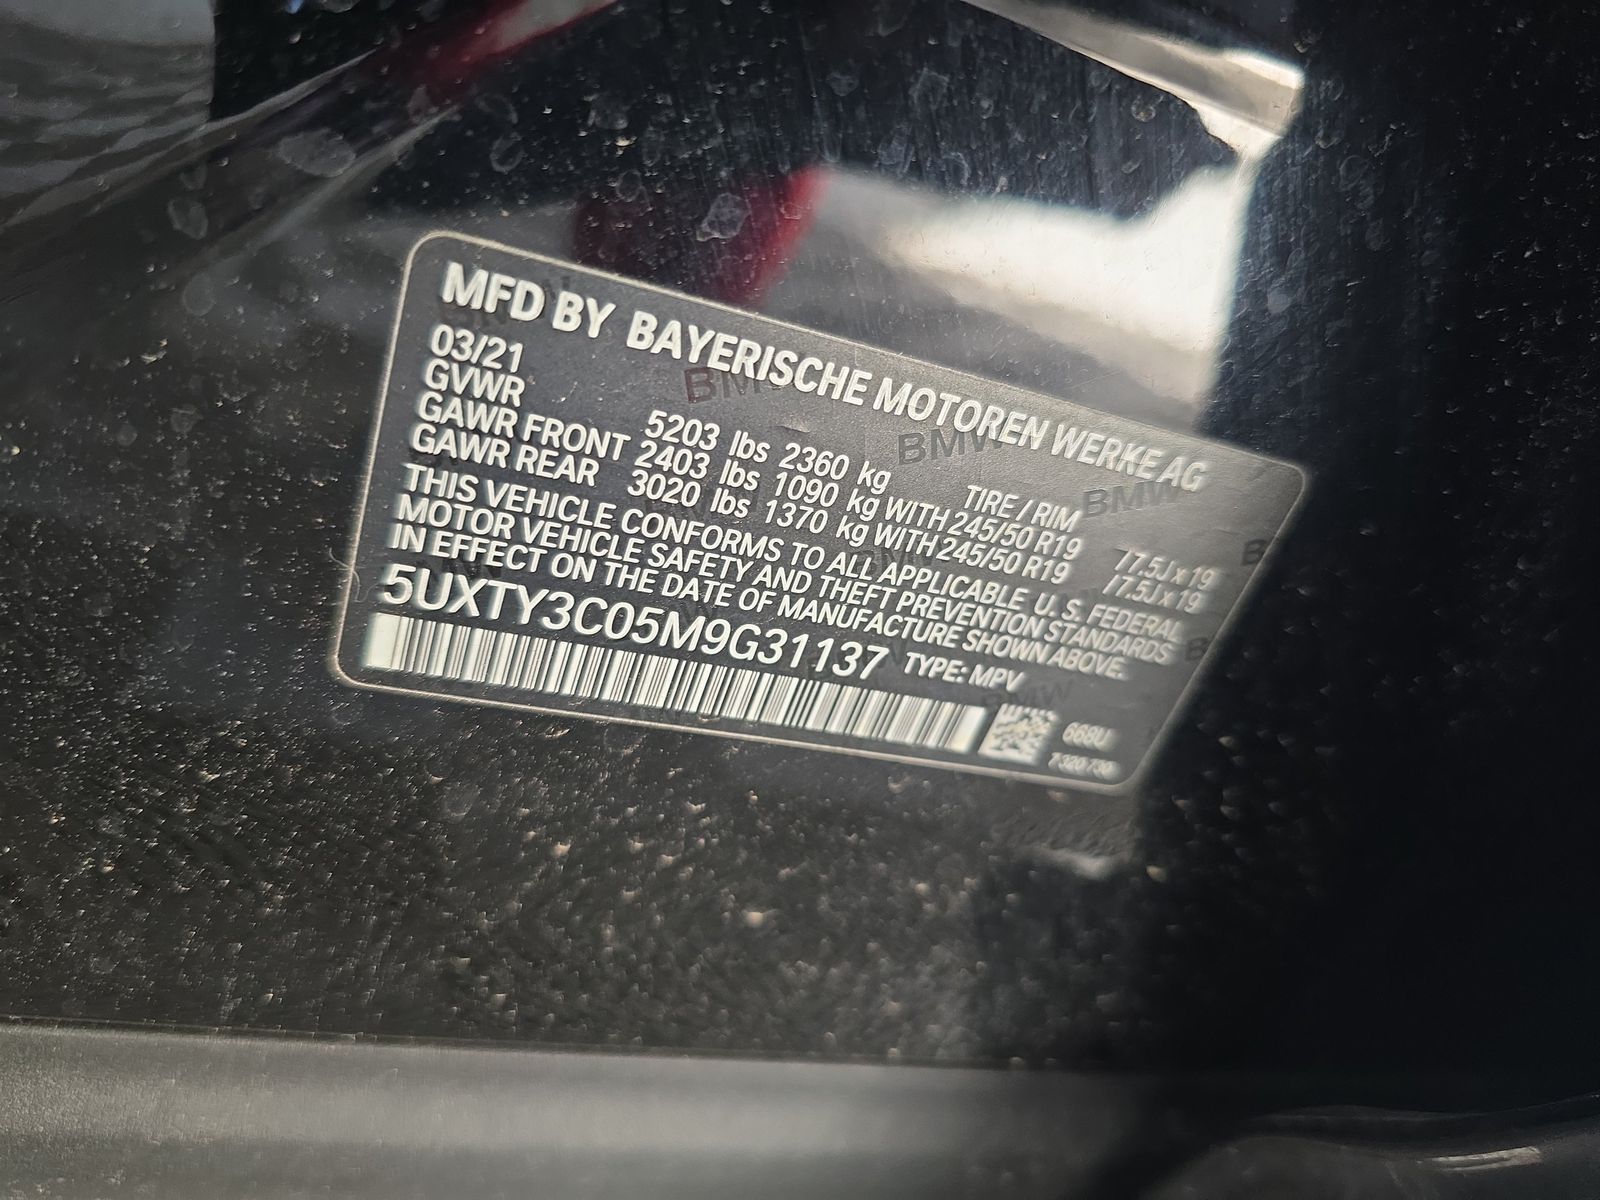 MFD BY BAYERISCHE MOTOREN WERKE AG
03/21
GVWR 5203 lbs 2360 kg TIRE / RIM
GAWR FRONT 2403 lbs 1090 kg WITH 245/50 R19 / 7.5J x 19
GAWR REAR 3020 lbs 1370 kg WITH 245/50 R19 / 7.5J x 19
THIS VEHICLE CONFORMS TO ALL APPLICABLE U.S. FEDERAL
MOTOR VEHICLE SAFETY AND THEFT PREVENTION STANDARDS
IN EFFECT ON THE DATE OF MANUFACTURE SHOWN ABOVE.
5UXTY3C05M9G31137 TYPE: MPV
668U
7 320 730